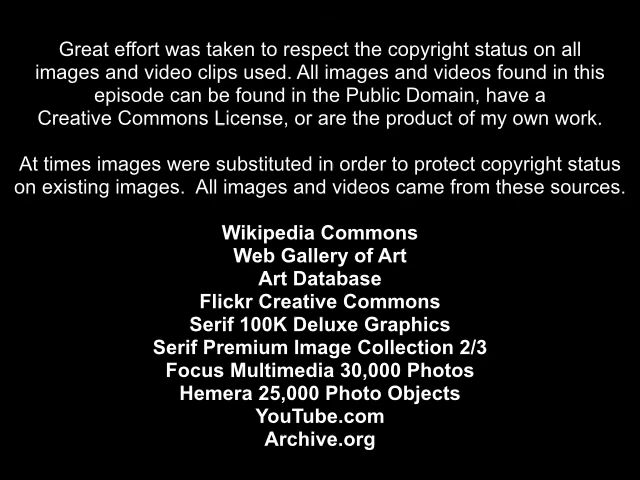 Great effort was taken to respect the copyright status on all
images and video clips used. All images and videos found in this
episode can be found in the Public Domain, have a
Creative Commons License, or are the product of my own work.
At times images were substituted in order to protect copyright status
on existing images.  All images and videos came from these sources.
Wikipedia Commons
Web Gallery of Art
Art Database
Flickr Creative Commons
Serif 100K Deluxe Graphics
Serif Premium Image Collection 2/3
Focus Multimedia 30,000 Photos
Hemera 25,000 Photo Objects
YouTube.com
Archive.org